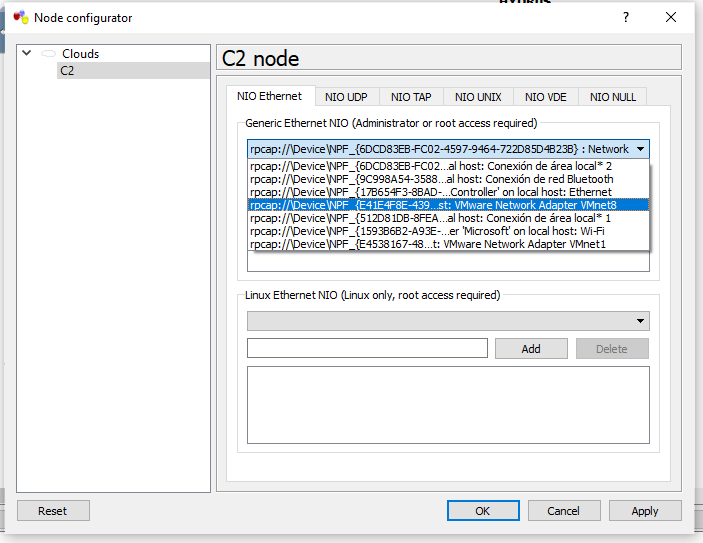 Node configurator
Clouds
C2
C2 node
NIO Ethernet NIO UDP NIO TAP NIO UNIX NIO VDE NIO NULL
Generic Ethernet NIO (Administrator or root access required)
rpcap://\Device\NPF_{6DCD83EB-FC02-4597-9464-722D85D4B23B} : Network
rpcap://\Device\NPF_{6DCD83EB-FC02...al host: Conexión de área local* 2
rpcap://\Device\NPF_{9C998A54-3588...al host: Conexión de red Bluetooth
rpcap://\Device\NPF_{17B654F3-8BAD-...Controller' on local host: Ethernet
rpcap://\Device\NPF_{E41E4F8E-439...st: VMware Network Adapter VMnet8
rpcap://\Device\NPF_{512D81DB-8FEA...al host: Conexión de área local* 1
rpcap://\Device\NPF_{1593B6B2-A93E-...er 'Microsoft' on local host: Wi-Fi
rpcap://\Device\NPF_{E4538167-48...t: VMware Network Adapter VMnet1
Linux Ethernet NIO (Linux only, root access required)
Add Delete
Reset OK Cancel Apply